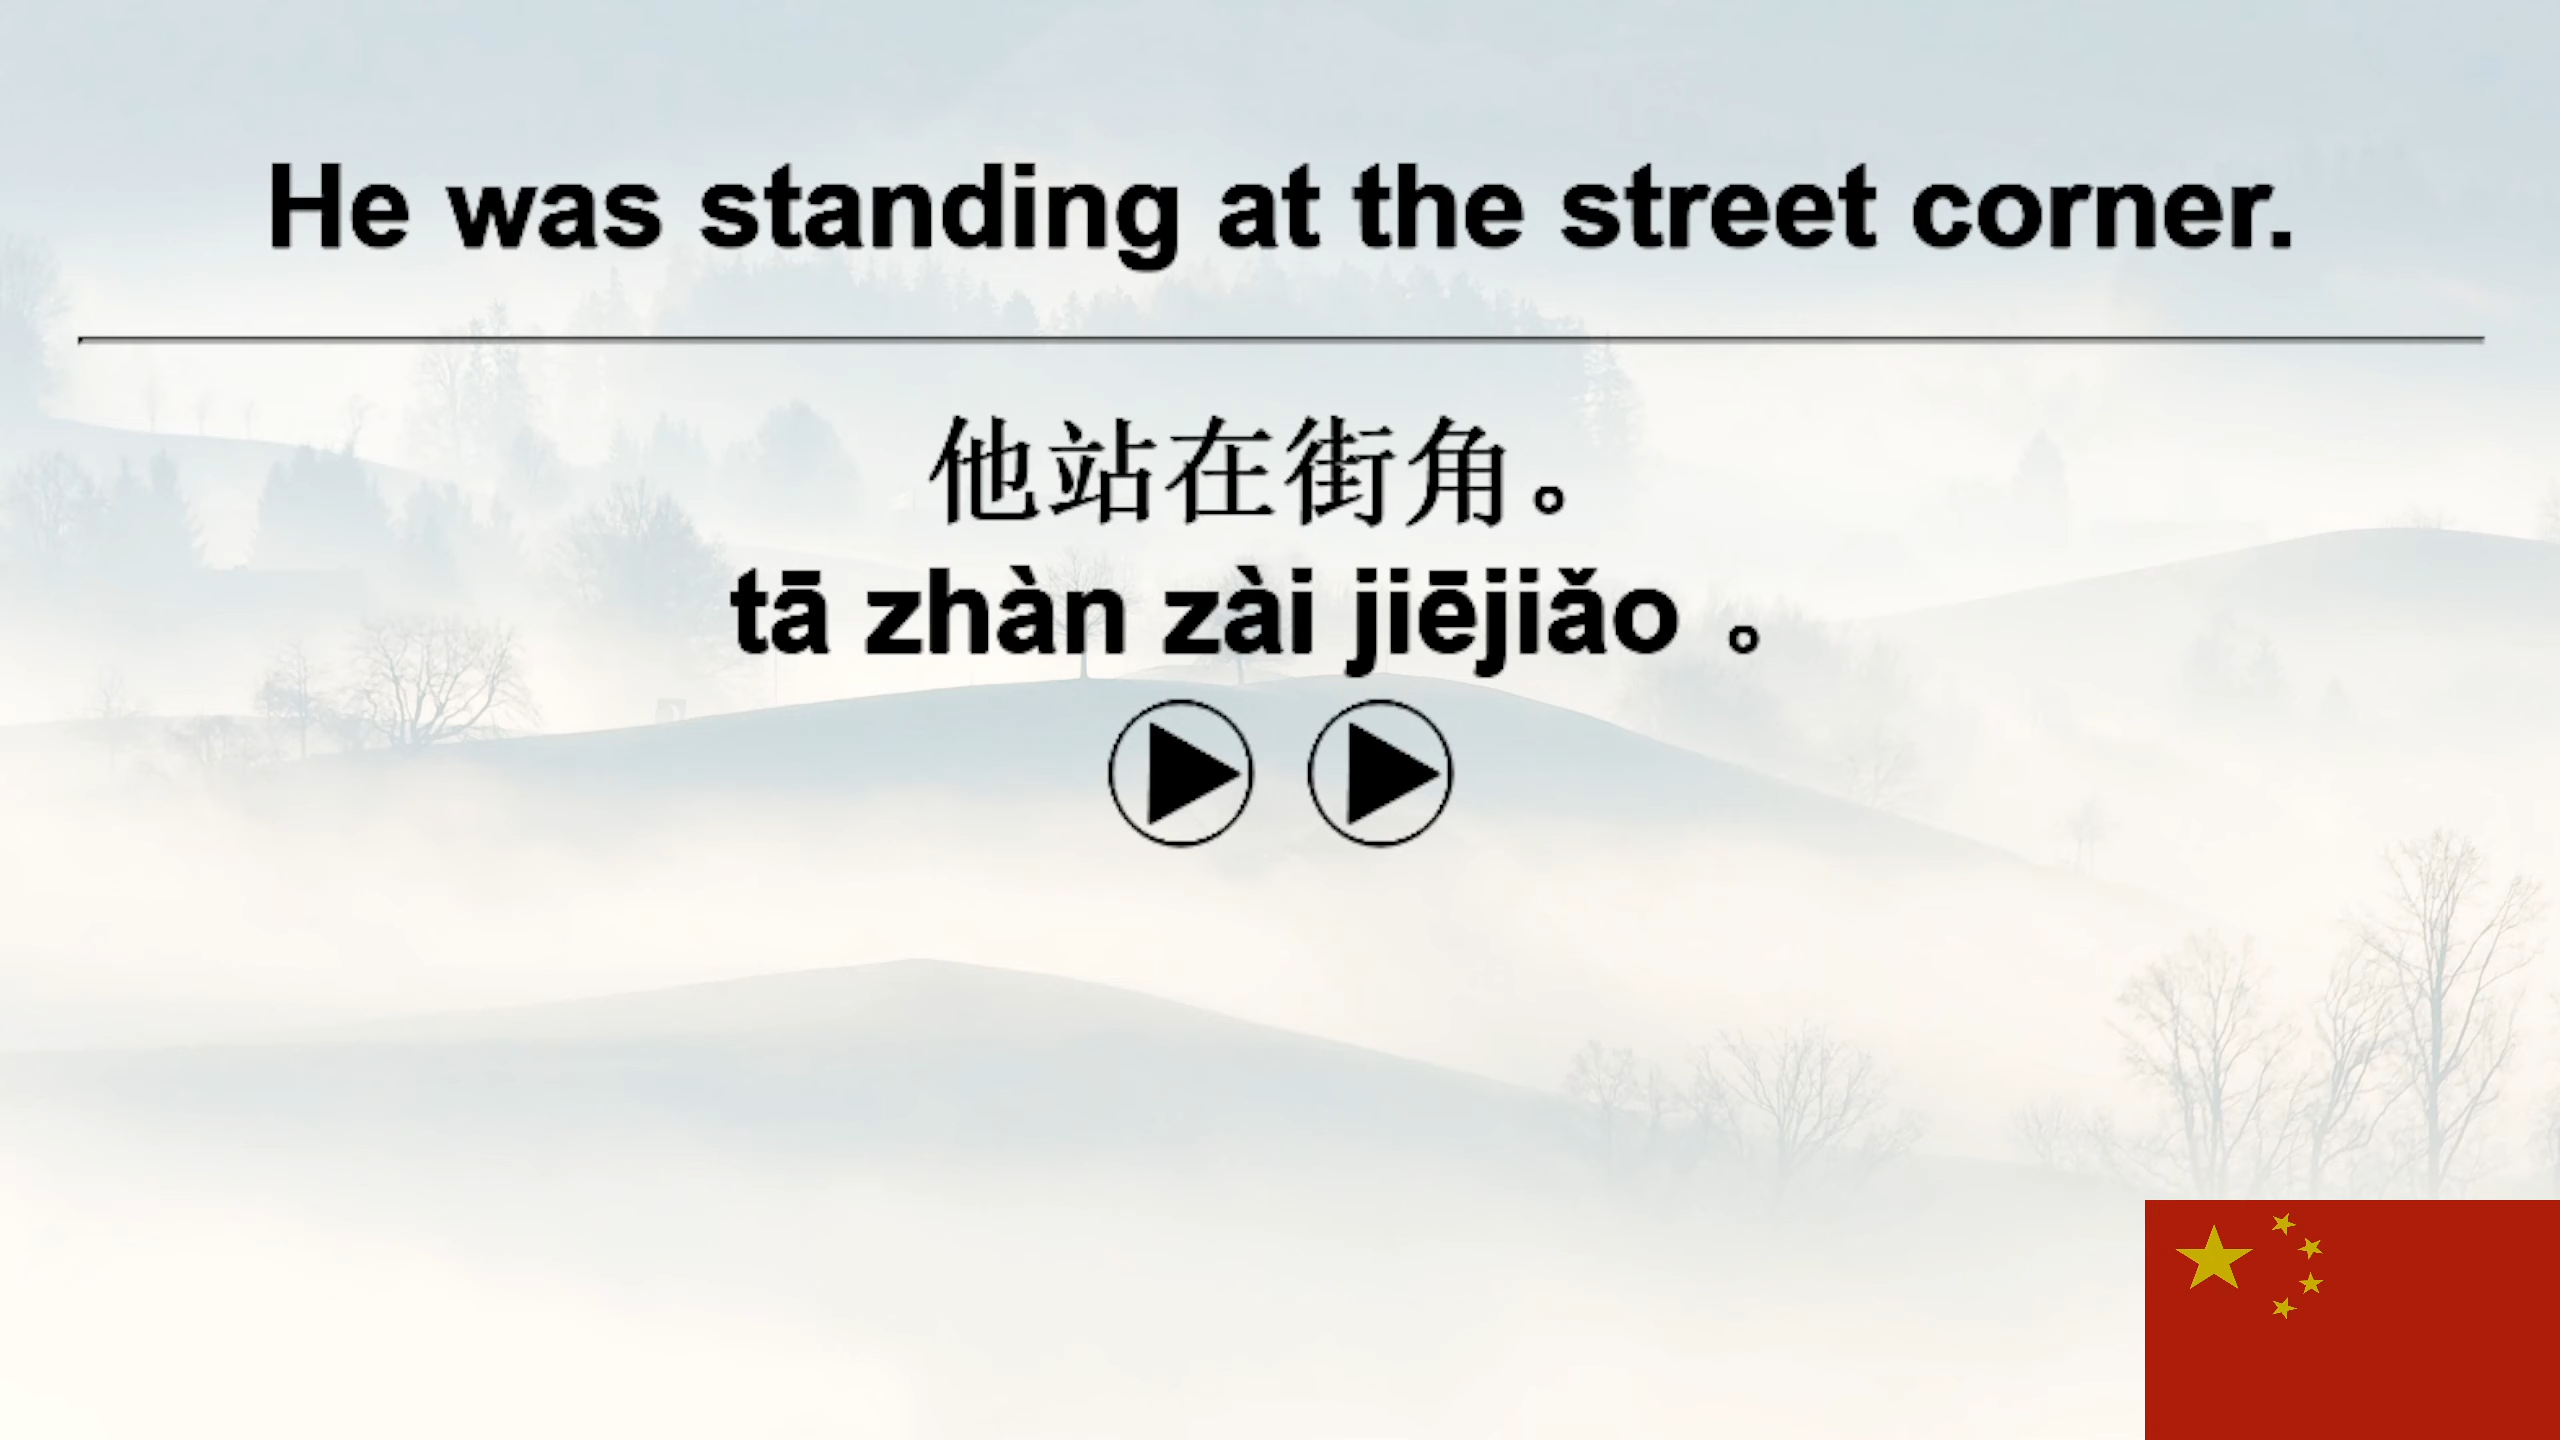 He was standing at the street corner.
他站在街角。
tā zhàn zài jiējiǎo 。